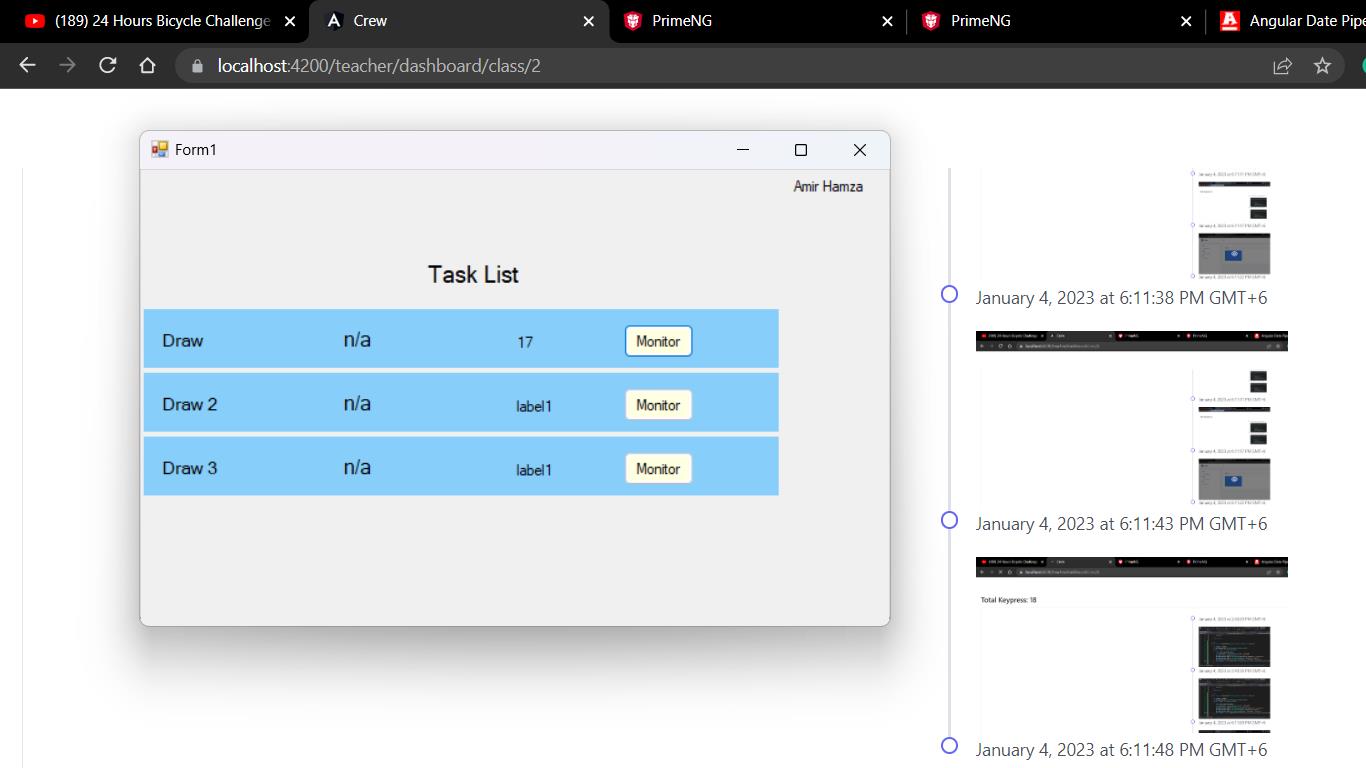 (189) 24 Hours Bicycle Challenge
Crew
PrimeNG
PrimeNG
Angular Date Pipe
localhost:4200/teacher/dashboard/class/2
Form1
Amir Hamza
Task List
Draw n/a 17 Monitor
Draw 2 n/a label1 Monitor
Draw 3 n/a label1 Monitor
January 4, 2023 at 6:11:38 PM GMT+6
January 4, 2023 at 6:11:43 PM GMT+6
Total Keypress: 18
January 4, 2023 at 6:11:48 PM GMT+6